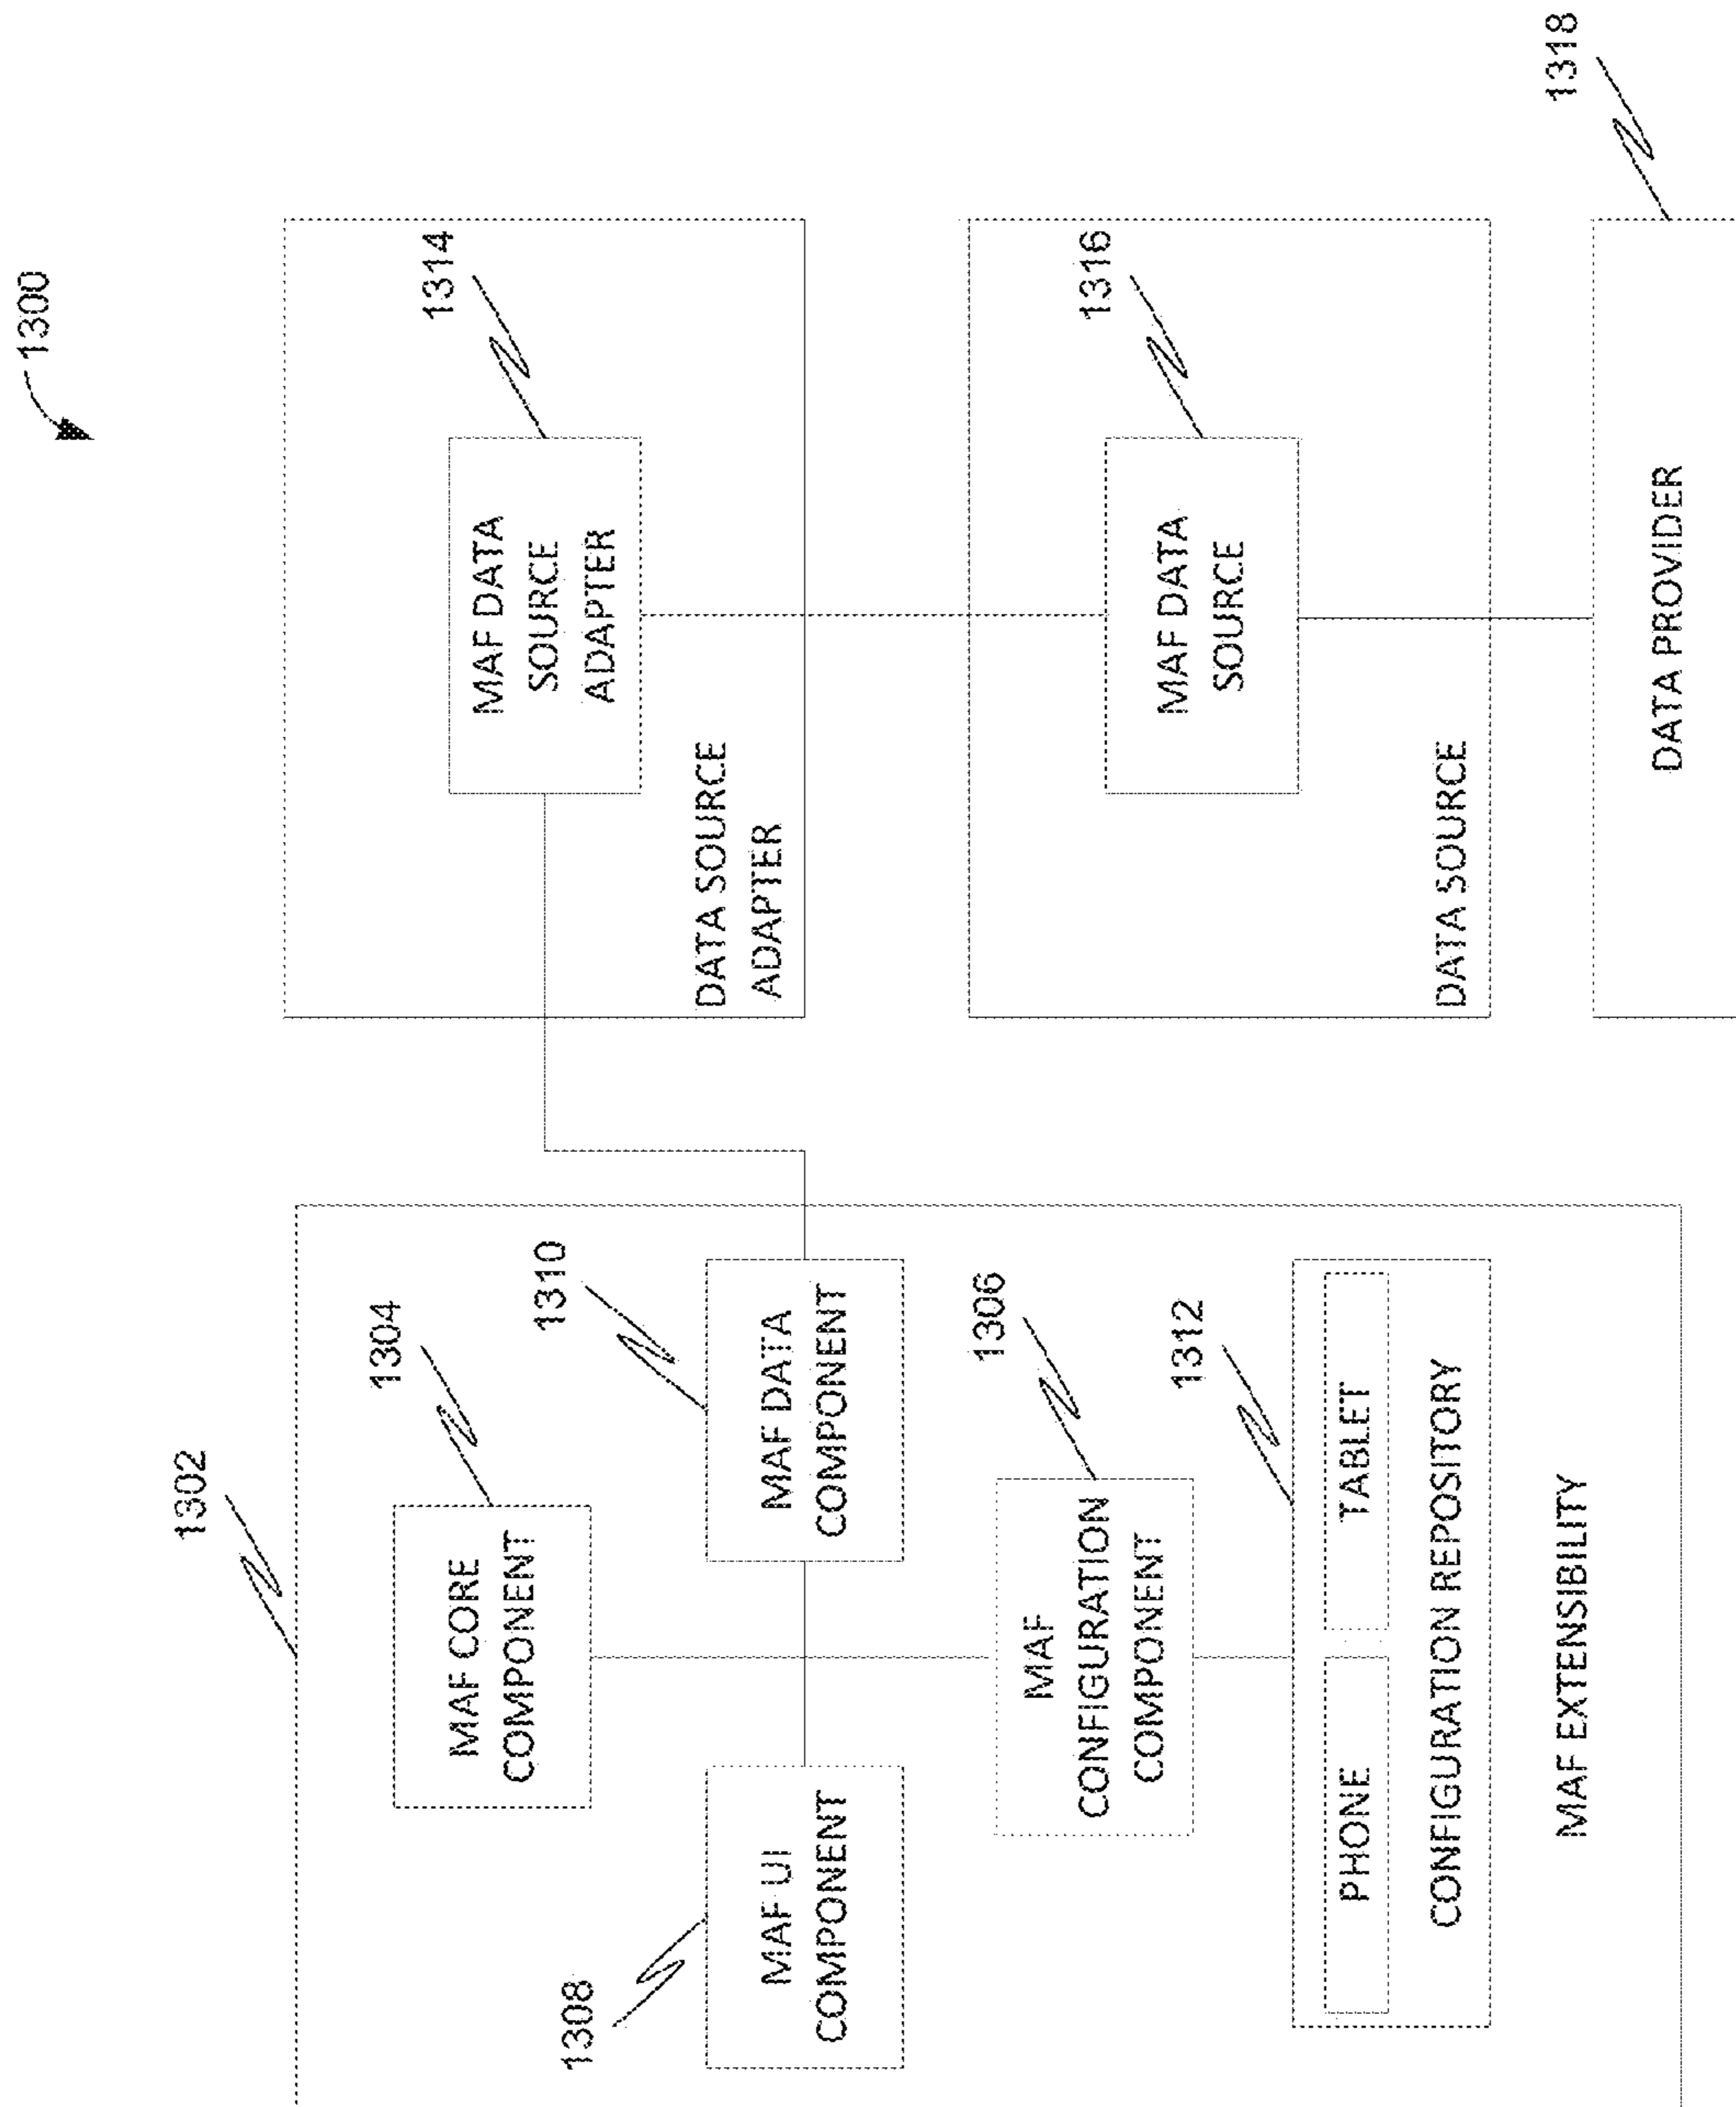 1300
1302
1304
MAF CORE
COMPONENT
1308
MAF UI
COMPONENT
1310
MAF DATA
COMPONENT
1306
MAF
CONFIGURATION
COMPONENT
1312
PHONE
TABLET
CONFIGURATION REPOSITORY
MAF EXTENSIBILITY
1314
MAF DATA
SOURCE
ADAPTER
DATA SOURCE
ADAPTER
1316
MAF DATA
SOURCE
DATA SOURCE
1318
DATA PROVIDER